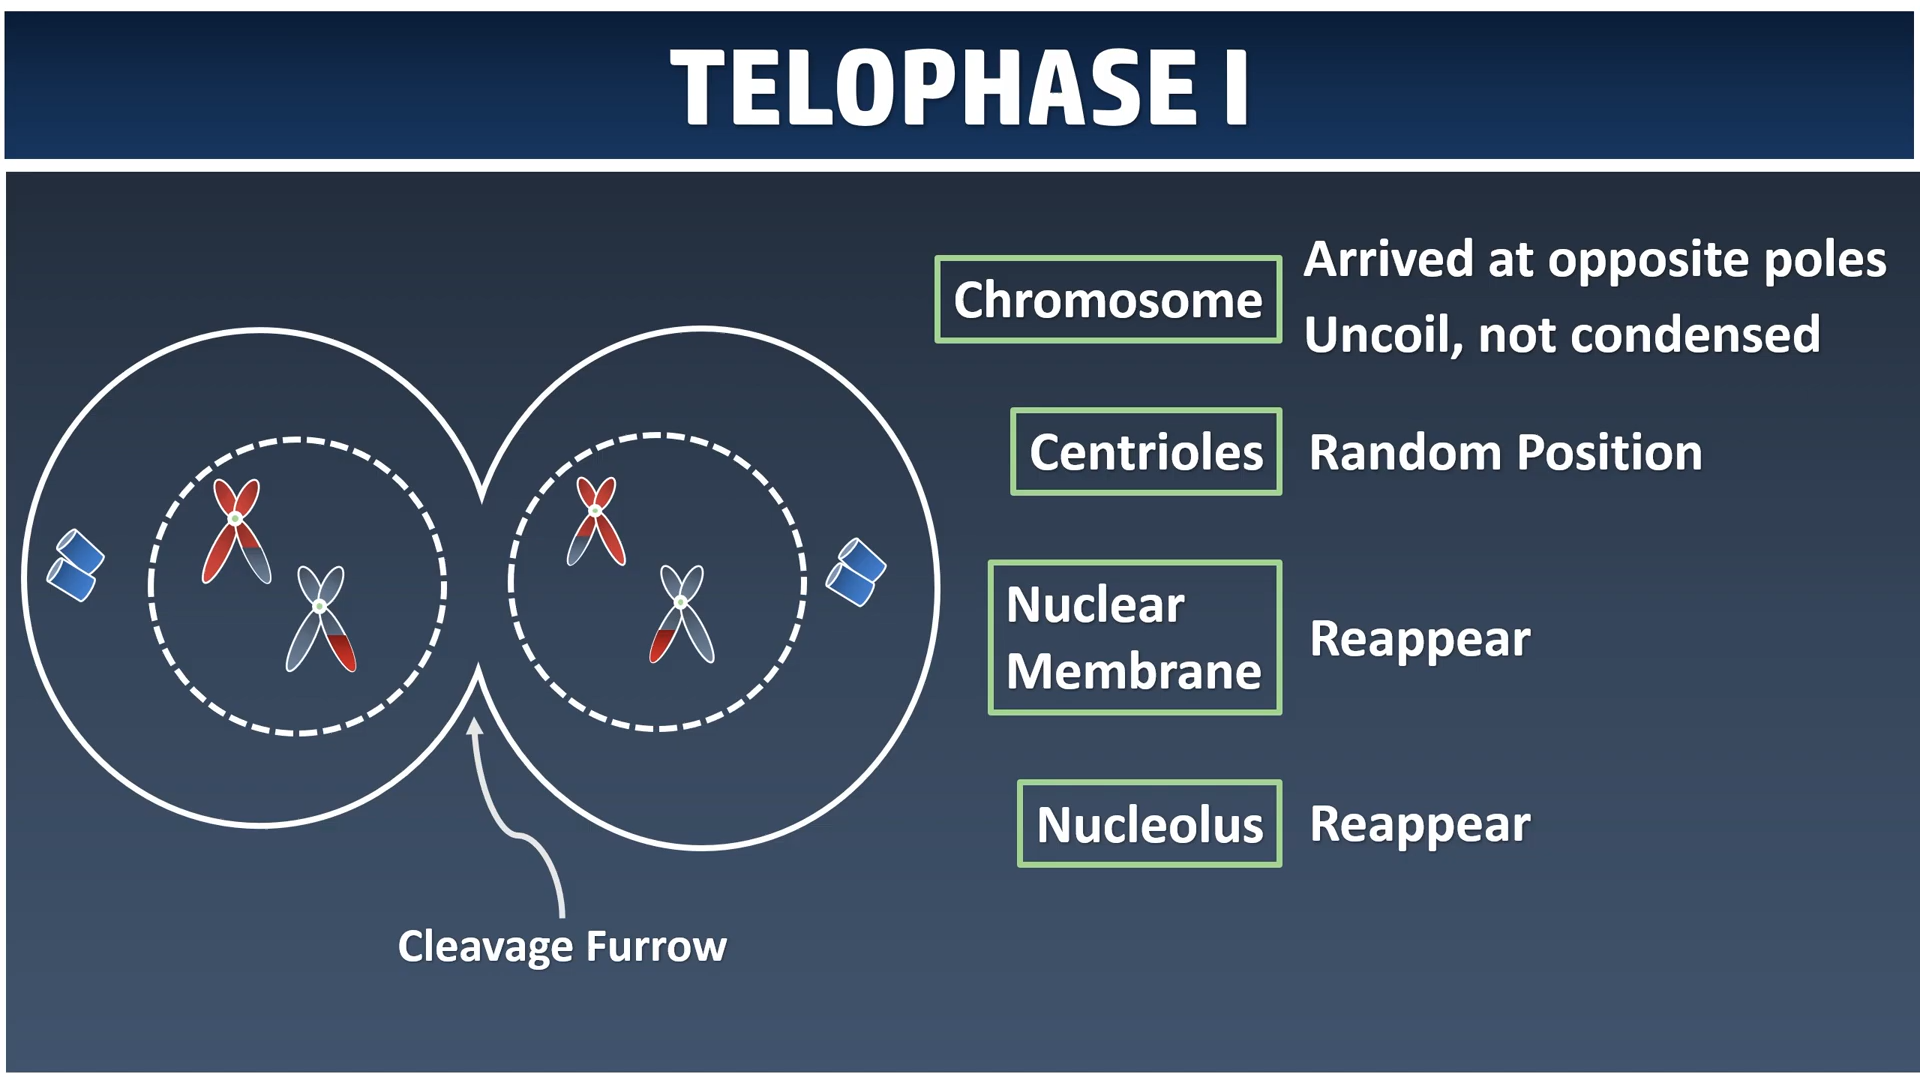 TELOPHASE I
Chromosome
Arrived at opposite poles
Uncoil, not condensed
Centrioles
Random Position
Nuclear
Membrane
Reappear
Nucleolus
Reappear
Cleavage Furrow